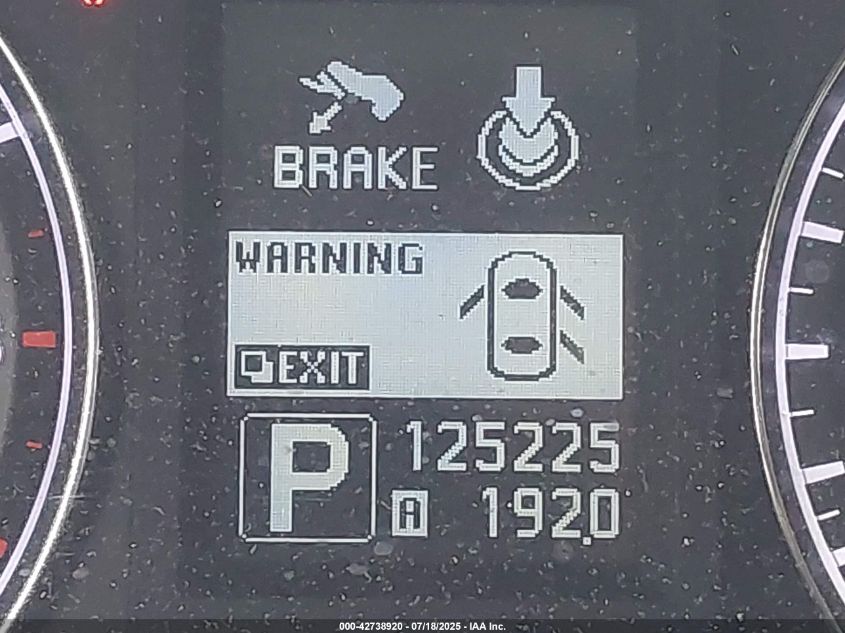 BRAKE
WARNING
EXIT
P
125225
A 192.0
000-42738920 - 07/18/2025 - IAA Inc.